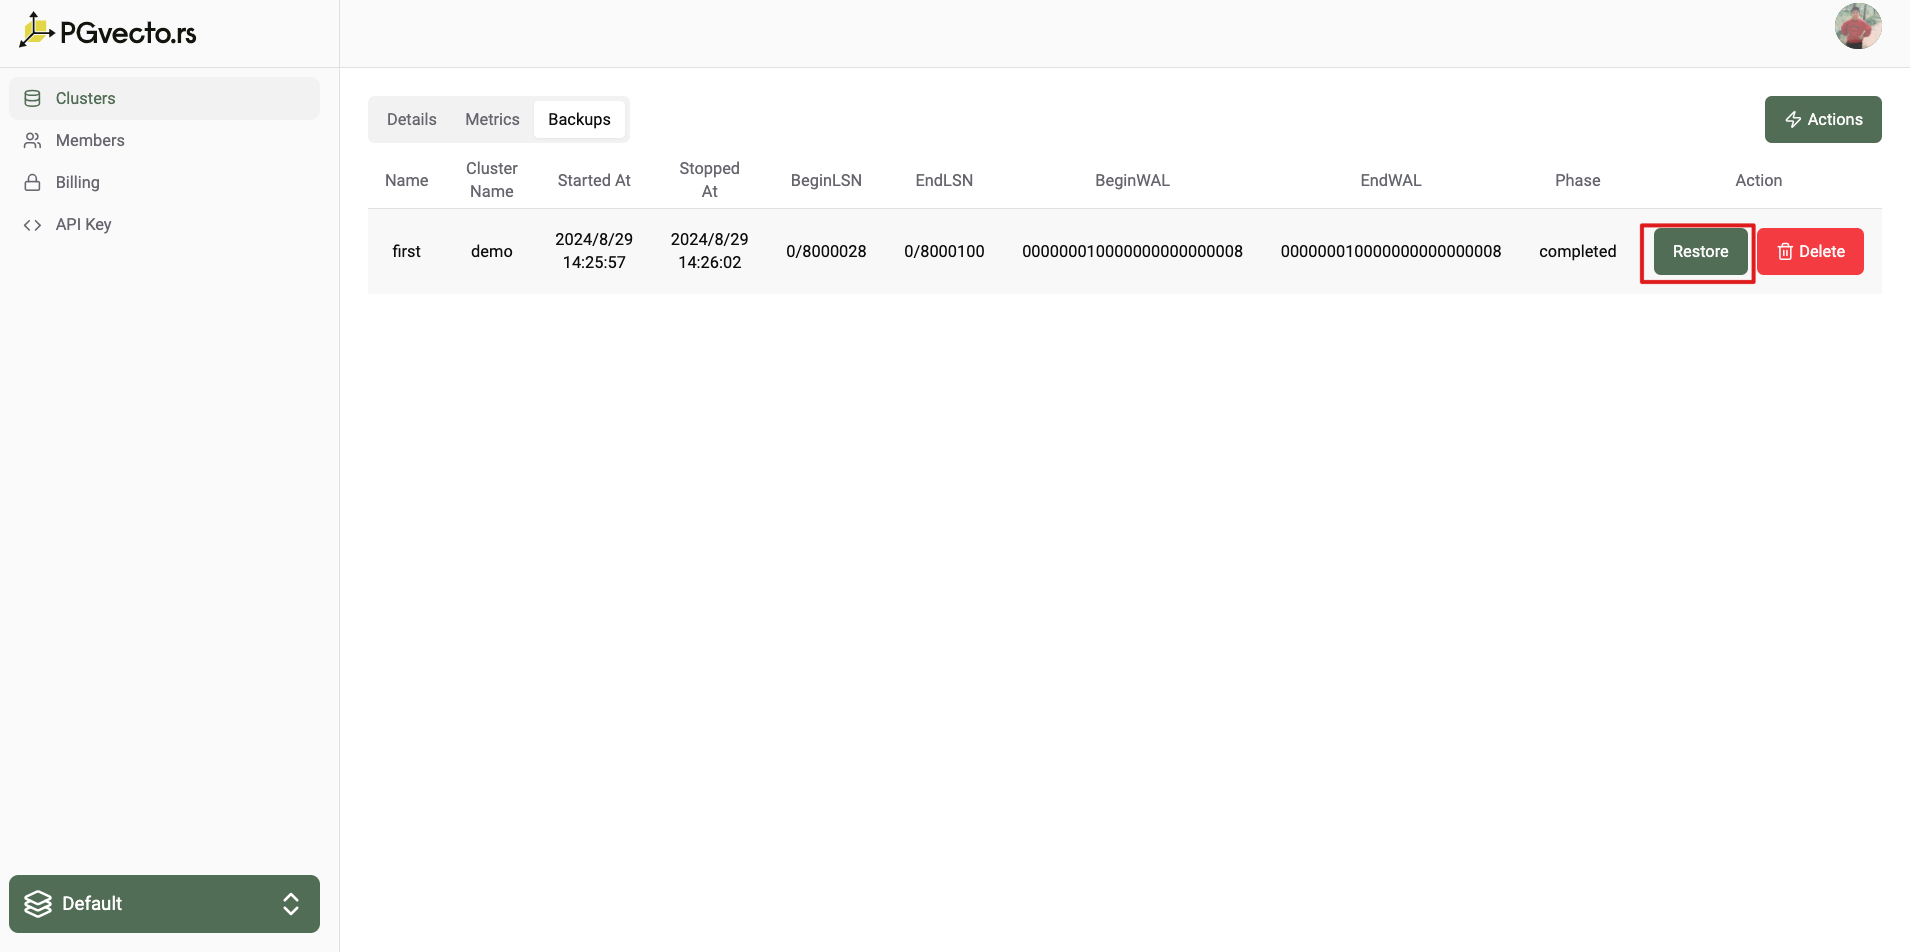 PGvecto.rs
Clusters
Members
Billing
API Key
Default
Details Metrics Backups
Actions
Name Cluster Name Started At Stopped At BeginLSN EndLSN BeginWAL EndWAL Phase Action
first demo 2024/8/29 14:25:57 2024/8/29 14:26:02 0/8000028 0/8000100 000000010000000000000008 000000010000000000000008 completed Restore Delete